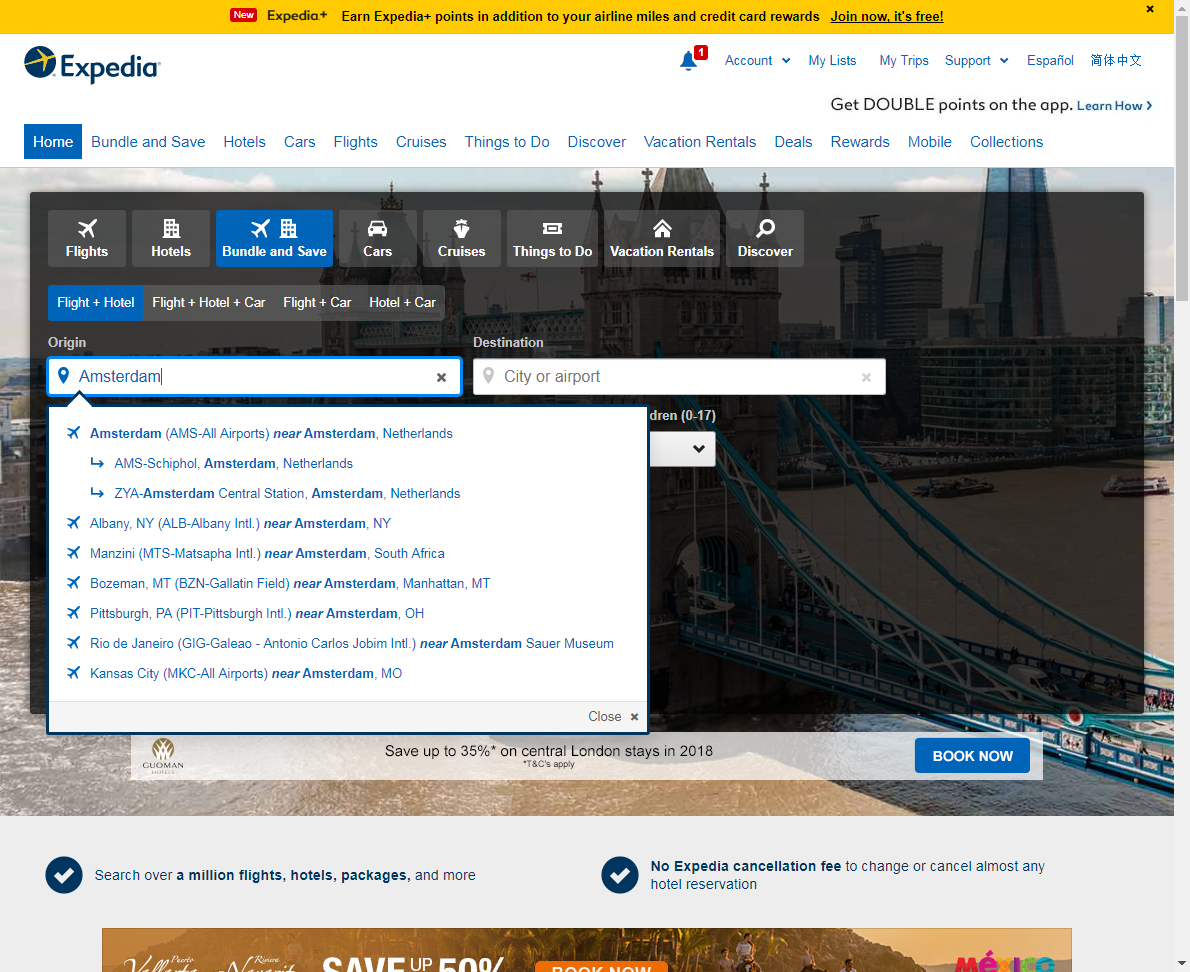 New Expedia+ Earn Expedia+ points in addition to your airline miles and credit card rewards Join now, it's free!
Expedia
1
Account My Lists My Trips Support Español 简体中文
Get DOUBLE points on the app. Learn How
Home Bundle and Save Hotels Cars Flights Cruises Things to Do Discover Vacation Rentals Deals Rewards Mobile Collections
Flights Hotels Bundle and Save Cars Cruises Things to Do Vacation Rentals Discover
Flight + Hotel Flight + Hotel + Car Flight + Car Hotel + Car
Origin Destination
Amsterdam City or airport
dren (0-17)
Amsterdam (AMS-All Airports) near Amsterdam, Netherlands
AMS-Schiphol, Amsterdam, Netherlands
ZYA-Amsterdam Central Station, Amsterdam, Netherlands
Albany, NY (ALB-Albany Intl.) near Amsterdam, NY
Manzini (MTS-Matsapha Intl.) near Amsterdam, South Africa
Bozeman, MT (BZN-Gallatin Field) near Amsterdam, Manhattan, MT
Pittsburgh, PA (PIT-Pittsburgh Intl.) near Amsterdam, OH
Rio de Janeiro (GIG-Galeao - Antonio Carlos Jobim Intl.) near Amsterdam Sauer Museum
Kansas City (MKC-All Airports) near Amsterdam, MO
Close
GUOMAN
HOTELS
Save up to 35%* on central London stays in 2018
*T&C's apply
BOOK NOW
Search over a million flights, hotels, packages, and more
No Expedia cancellation fee to change or cancel almost any
hotel reservation
Puerto
Vallarta
Riviera
Nayarit
SAVE UP 50%
BOOK NOW
méxico